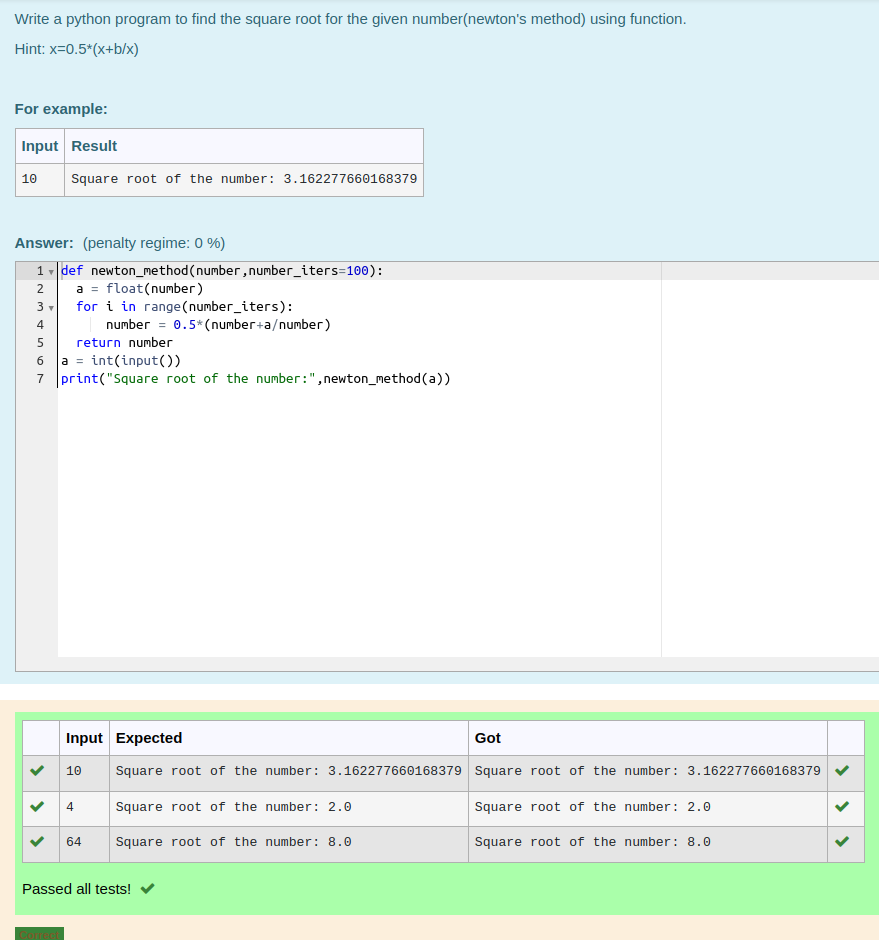 Write a python program to find the square root for the given number(newton's method) using function.
Hint: x=0.5*(x+b/x)
For example:
Input Result
10 Square root of the number: 3.162277660168379
Answer: (penalty regime: 0 %)
1 def newton_method(number,number_iters=100):
2 a = float(number)
3 for i in range(number_iters):
4 number = 0.5*(number+a/number)
5 return number
6 a = int(input())
7 print("Square root of the number:",newton_method(a))
Input Expected Got
10 Square root of the number: 3.162277660168379 Square root of the number: 3.162277660168379
4 Square root of the number: 2.0 Square root of the number: 2.0
64 Square root of the number: 8.0 Square root of the number: 8.0
Passed all tests!